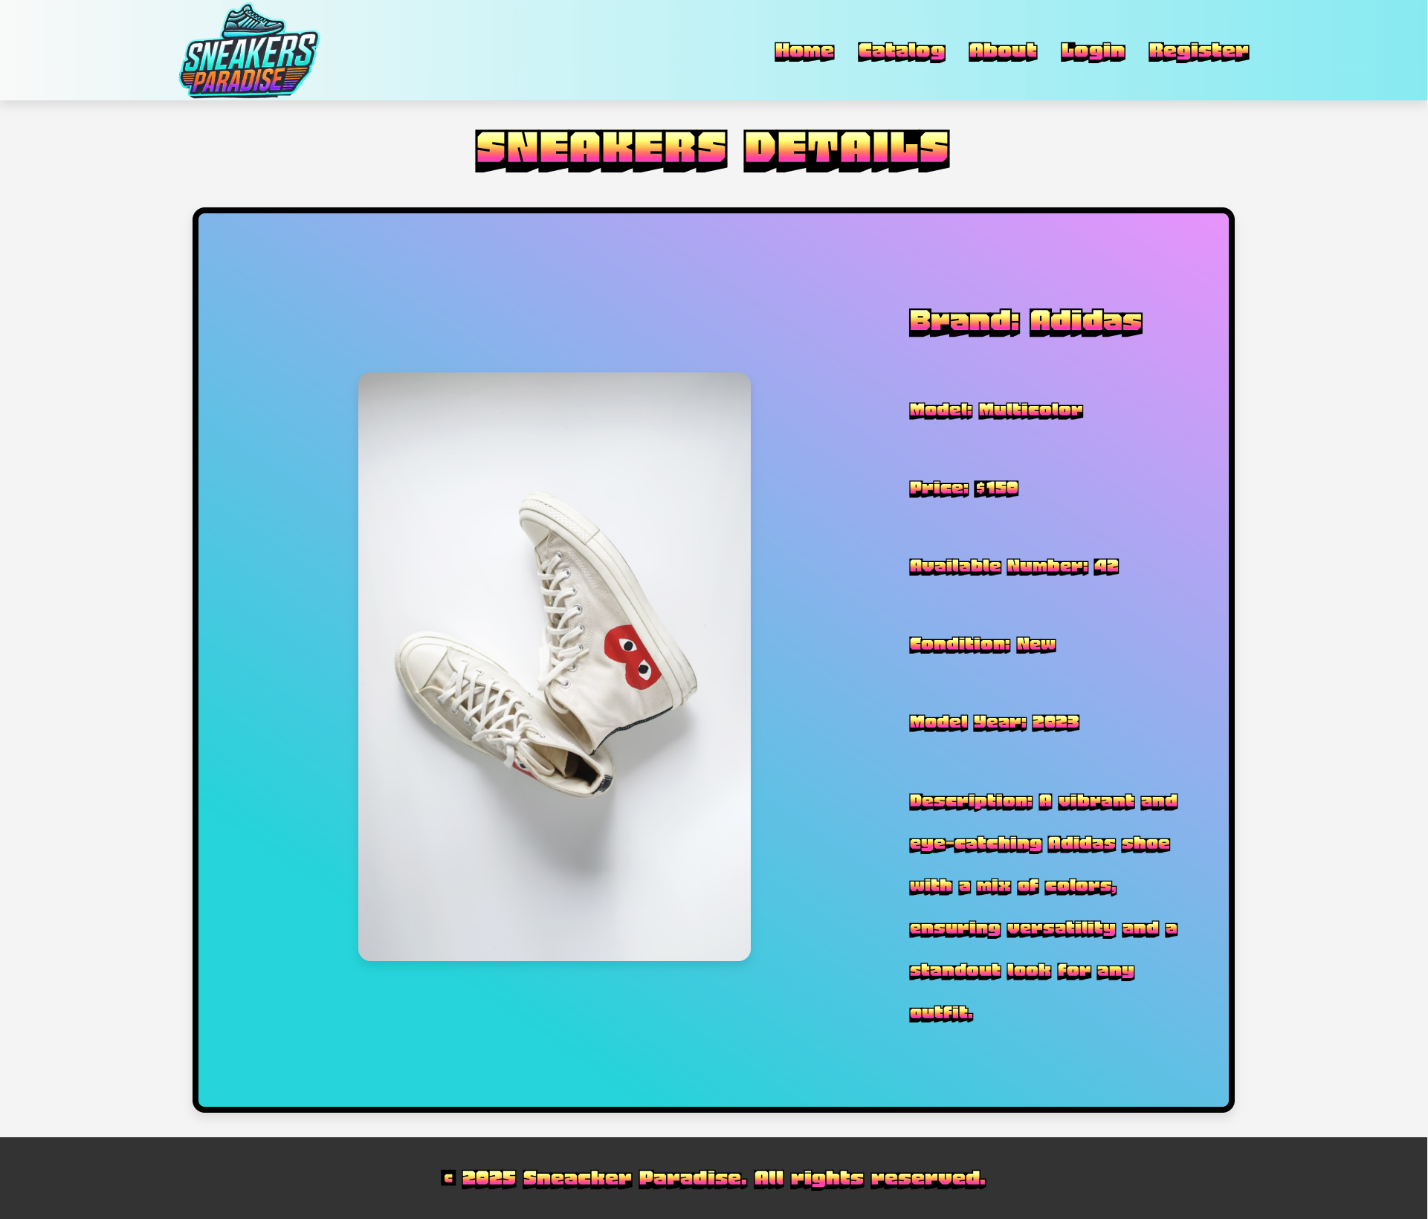 SNEAKERS
PARADISE
Home Catalog About Login Register
SNEAKERS DETAILS
Brand: Adidas
Model: Multicolor
Price: $150
Available Number: 42
Condition: New
Model Year: 2023
Description: A vibrant and
eye-catching Adidas shoe
with a mix of colors,
ensuring versatility and a
standout look for any
outfit.
© 2025 Sneacker Paradise. All rights reserved.